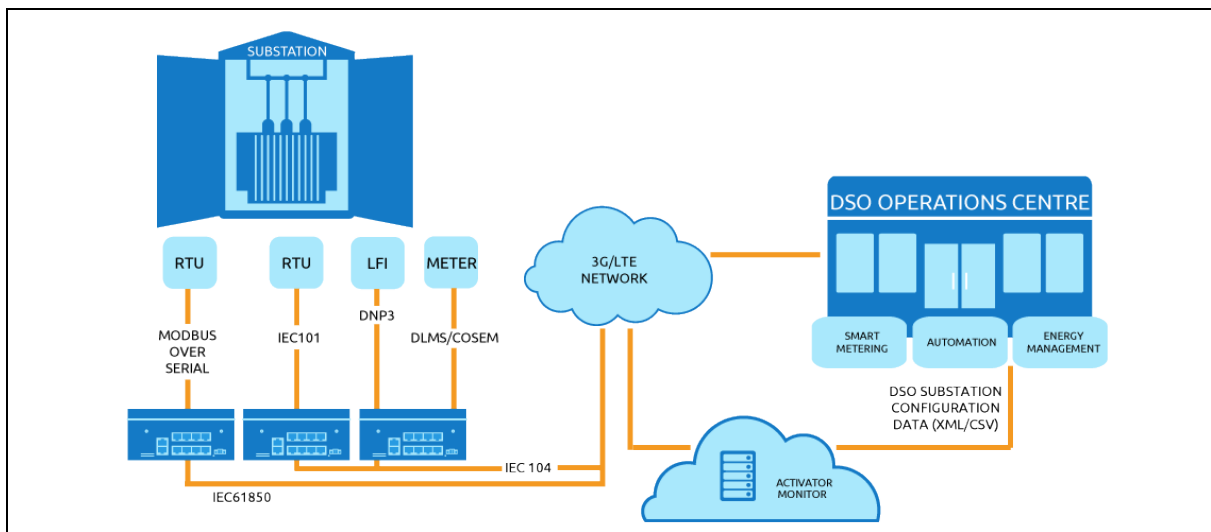 SUBSTATION
DSO OPERATIONS CENTRE
RTU
RTU
LFI
METER
3G/LTE
NETWORK
DNP3
MODBUS
OVER
SERIAL
IEC101
DLMS/COSEM
SMART
METERING
AUTOMATION
ENERGY
MANAGEMENT
DSO SUBSTATION
CONFIGURATION
DATA (XML/CSV)
IEC 104
IEC61850
ACTIVATOR
MONITOR